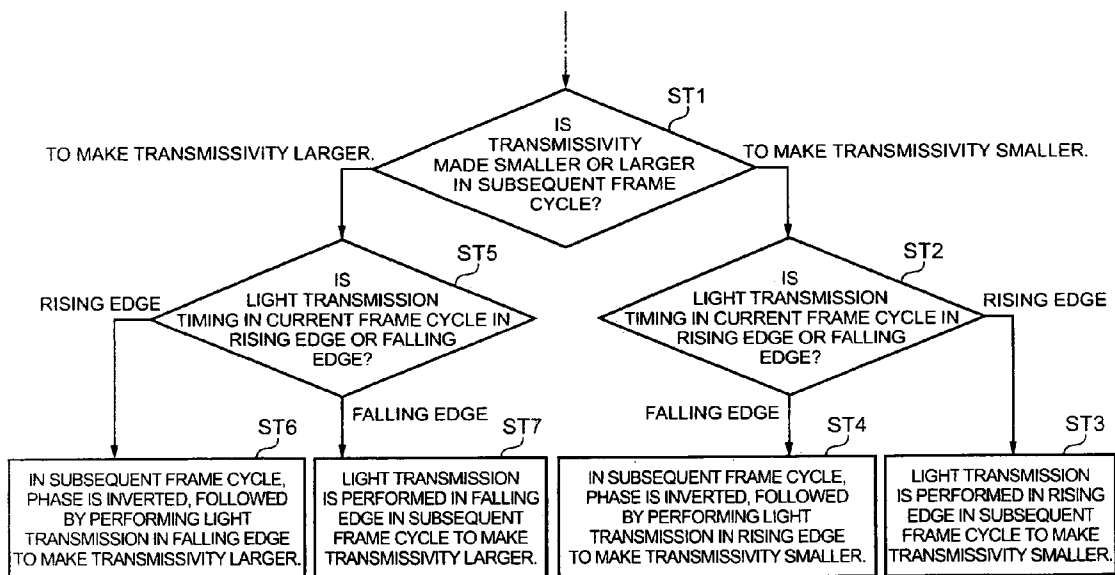 ST1
IS
TRANSMISSIVITY
MADE SMALLER OR LARGER
IN SUBSEQUENT FRAME
CYCLE?
TO MAKE TRANSMISSIVITY LARGER.
TO MAKE TRANSMISSIVITY SMALLER.
ST5
IS
LIGHT TRANSMISSION
TIMING IN CURRENT FRAME CYCLE IN
RISING EDGE OR FALLING
EDGE?
RISING EDGE
FALLING EDGE
ST2
IS
LIGHT TRANSMISSION
TIMING IN CURRENT FRAME CYCLE IN
RISING EDGE OR FALLING
EDGE?
RISING EDGE
FALLING EDGE
ST6
IN SUBSEQUENT FRAME CYCLE,
PHASE IS INVERTED, FOLLOWED
BY PERFORMING LIGHT
TRANSMISSION IN FALLING EDGE
TO MAKE TRANSMISSIVITY LARGER.
ST7
LIGHT TRANSMISSION
IS PERFORMED IN FALLING
EDGE IN SUBSEQUENT
FRAME CYCLE TO MAKE
TRANSMISSIVITY LARGER.
ST4
IN SUBSEQUENT FRAME CYCLE,
PHASE IS INVERTED, FOLLOWED
BY PERFORMING LIGHT
TRANSMISSION IN RISING EDGE
TO MAKE TRANSMISSIVITY SMALLER.
ST3
LIGHT TRANSMISSION
IS PERFORMED IN RISING
EDGE IN SUBSEQUENT
FRAME CYCLE TO MAKE
TRANSMISSIVITY SMALLER.